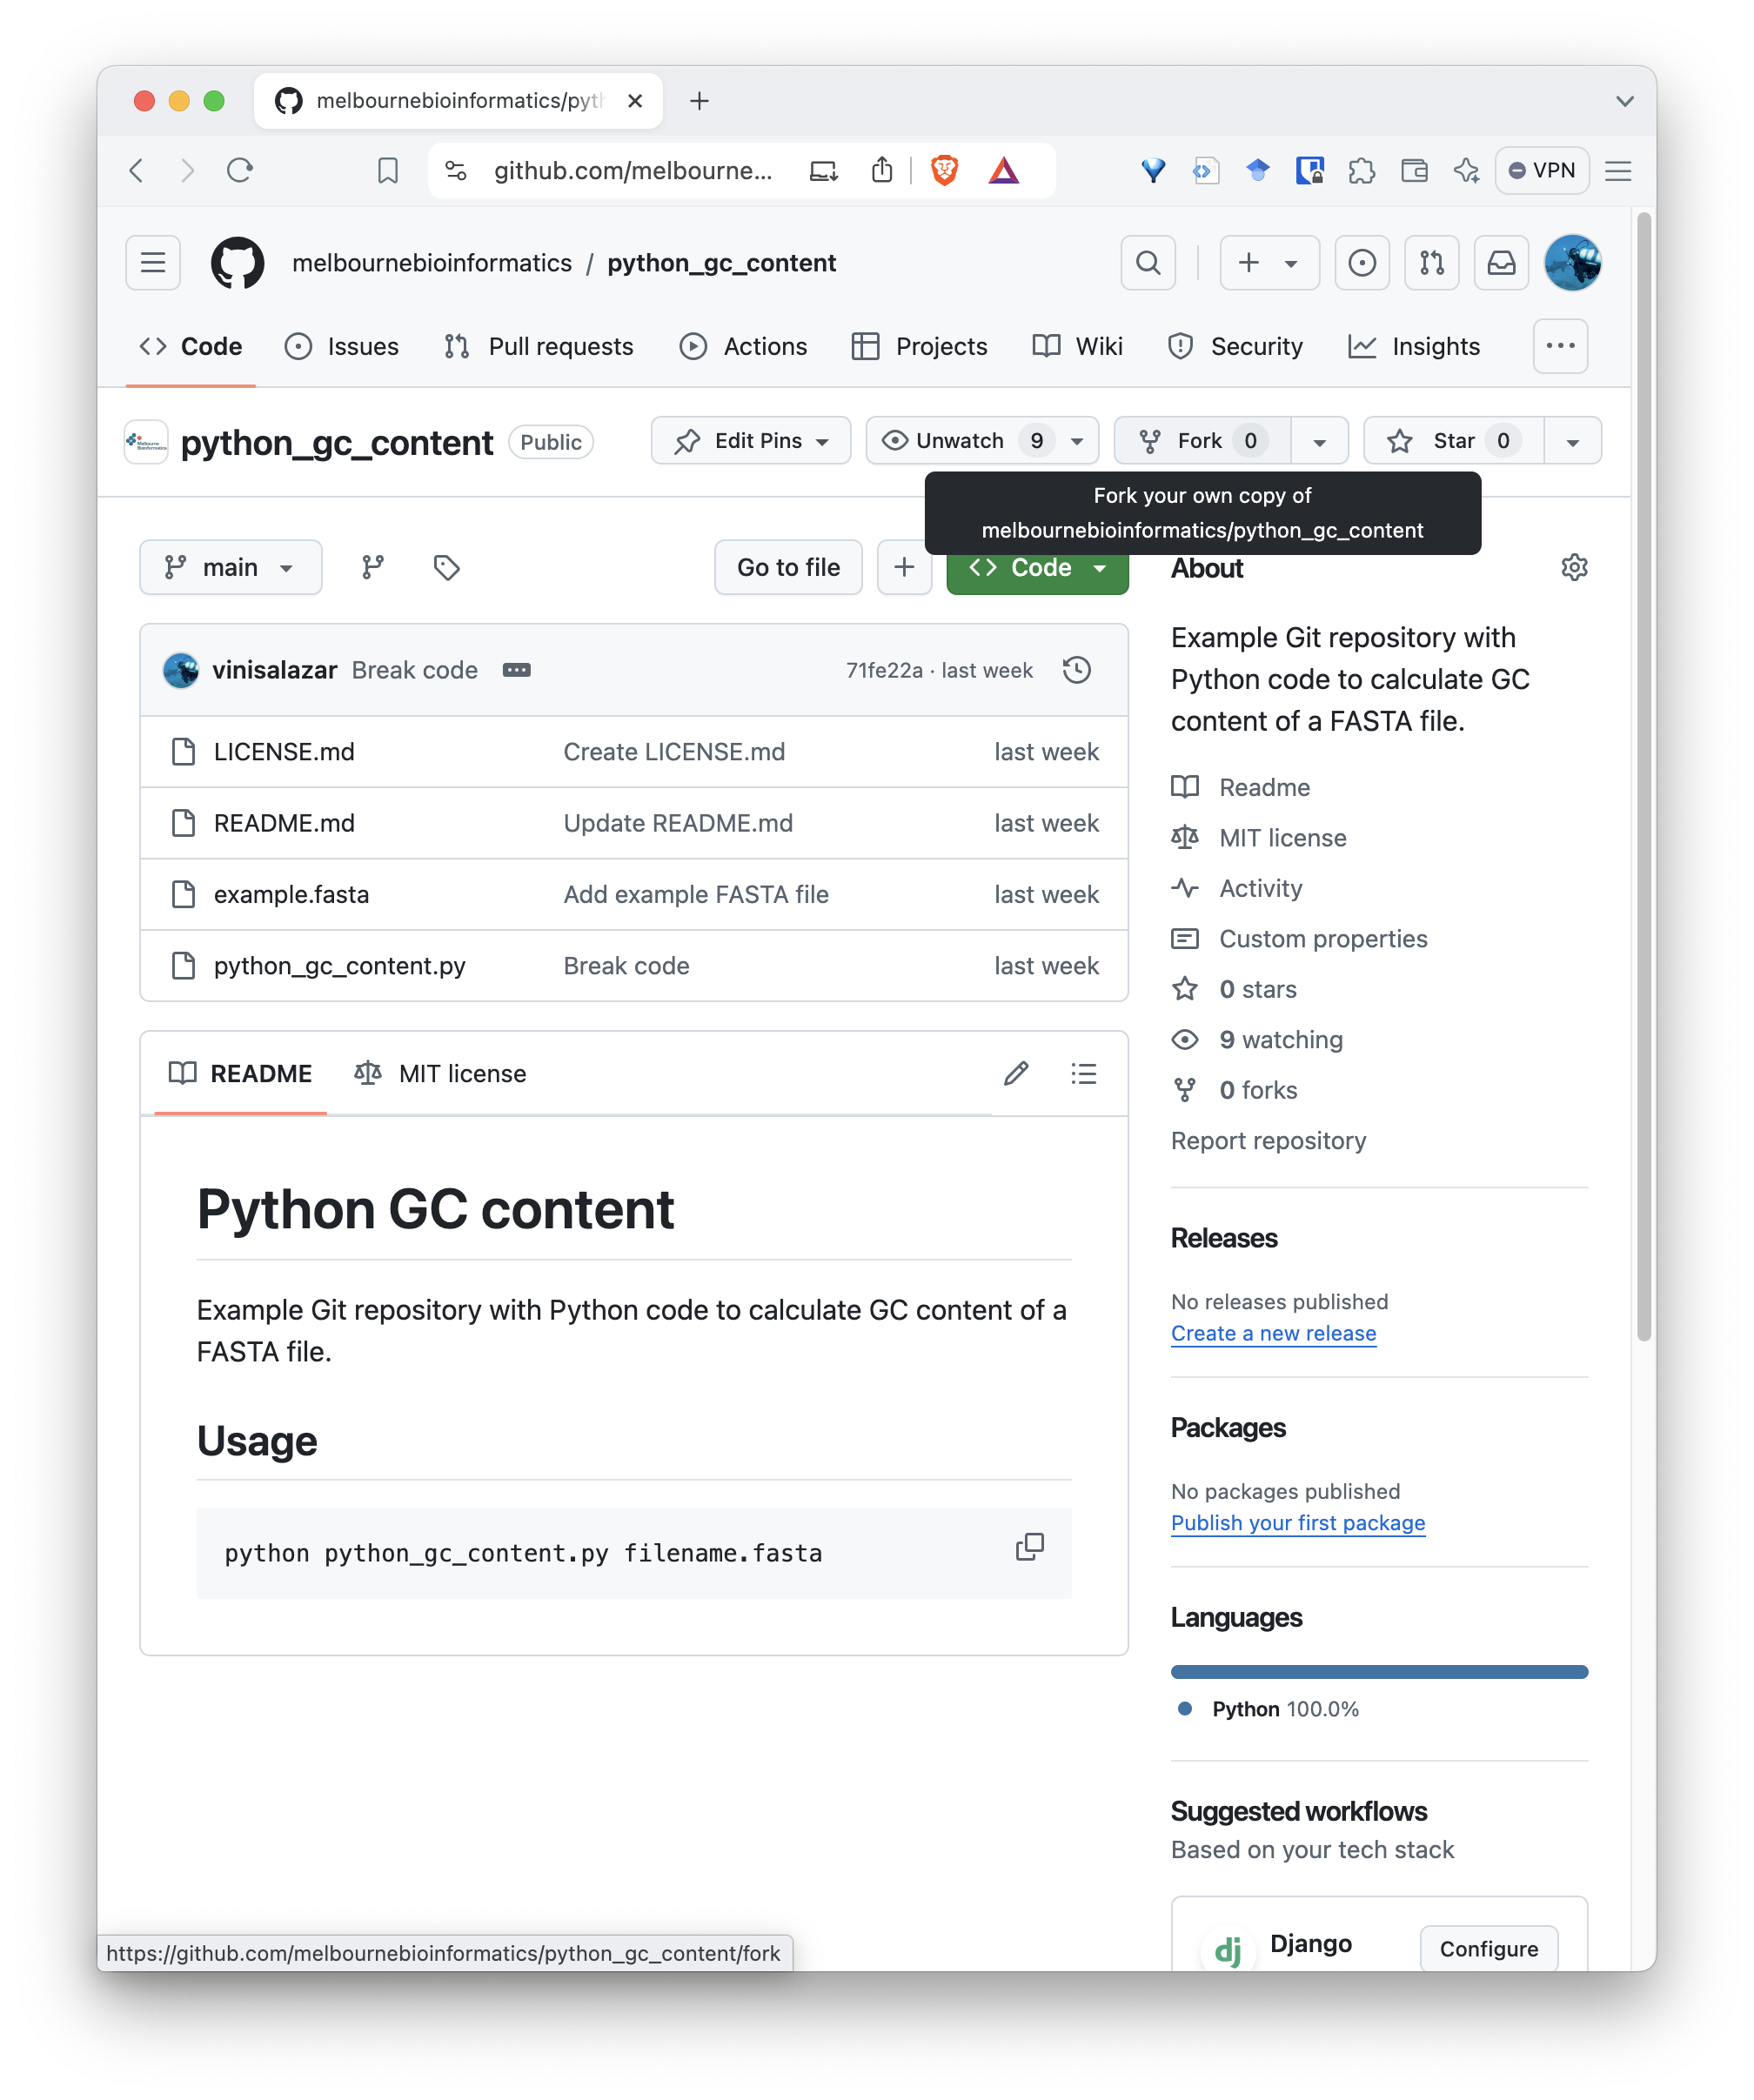 melbournebioinformatics/pyth
github.com/melbourne...
VPN
melbournebioinformatics / python_gc_content
Code
Issues
Pull requests
Actions
Projects
Wiki
Security
Insights
python_gc_content
Public
Edit Pins
Unwatch 9
Fork 0
Star 0
Fork your own copy of
melbournebioinformatics/python_gc_content
main
Go to file
Code
vinisalazar Break code
71fe22a · last week
LICENSE.md Create LICENSE.md last week
README.md Update README.md last week
example.fasta Add example FASTA file last week
python_gc_content.py Break code last week
README
MIT license
Python GC content
Example Git repository with Python code to calculate GC content of a
FASTA file.
Usage
python python_gc_content.py filename.fasta
About
Example Git repository with
Python code to calculate GC
content of a FASTA file.
Readme
MIT license
Activity
Custom properties
0 stars
9 watching
0 forks
Report repository
Releases
No releases published
Create a new release
Packages
No packages published
Publish your first package
Languages
Python 100.0%
Suggested workflows
Based on your tech stack
dj
Django
Configure
https://github.com/melbournebioinformatics/python_gc_content/fork